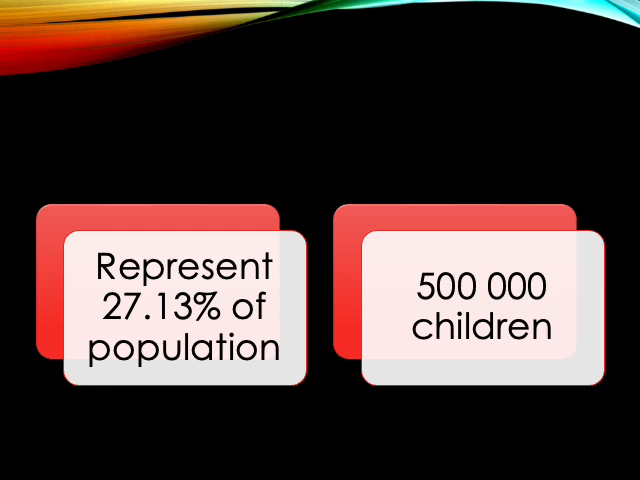 Represent
27.13% of
population
500 000
children